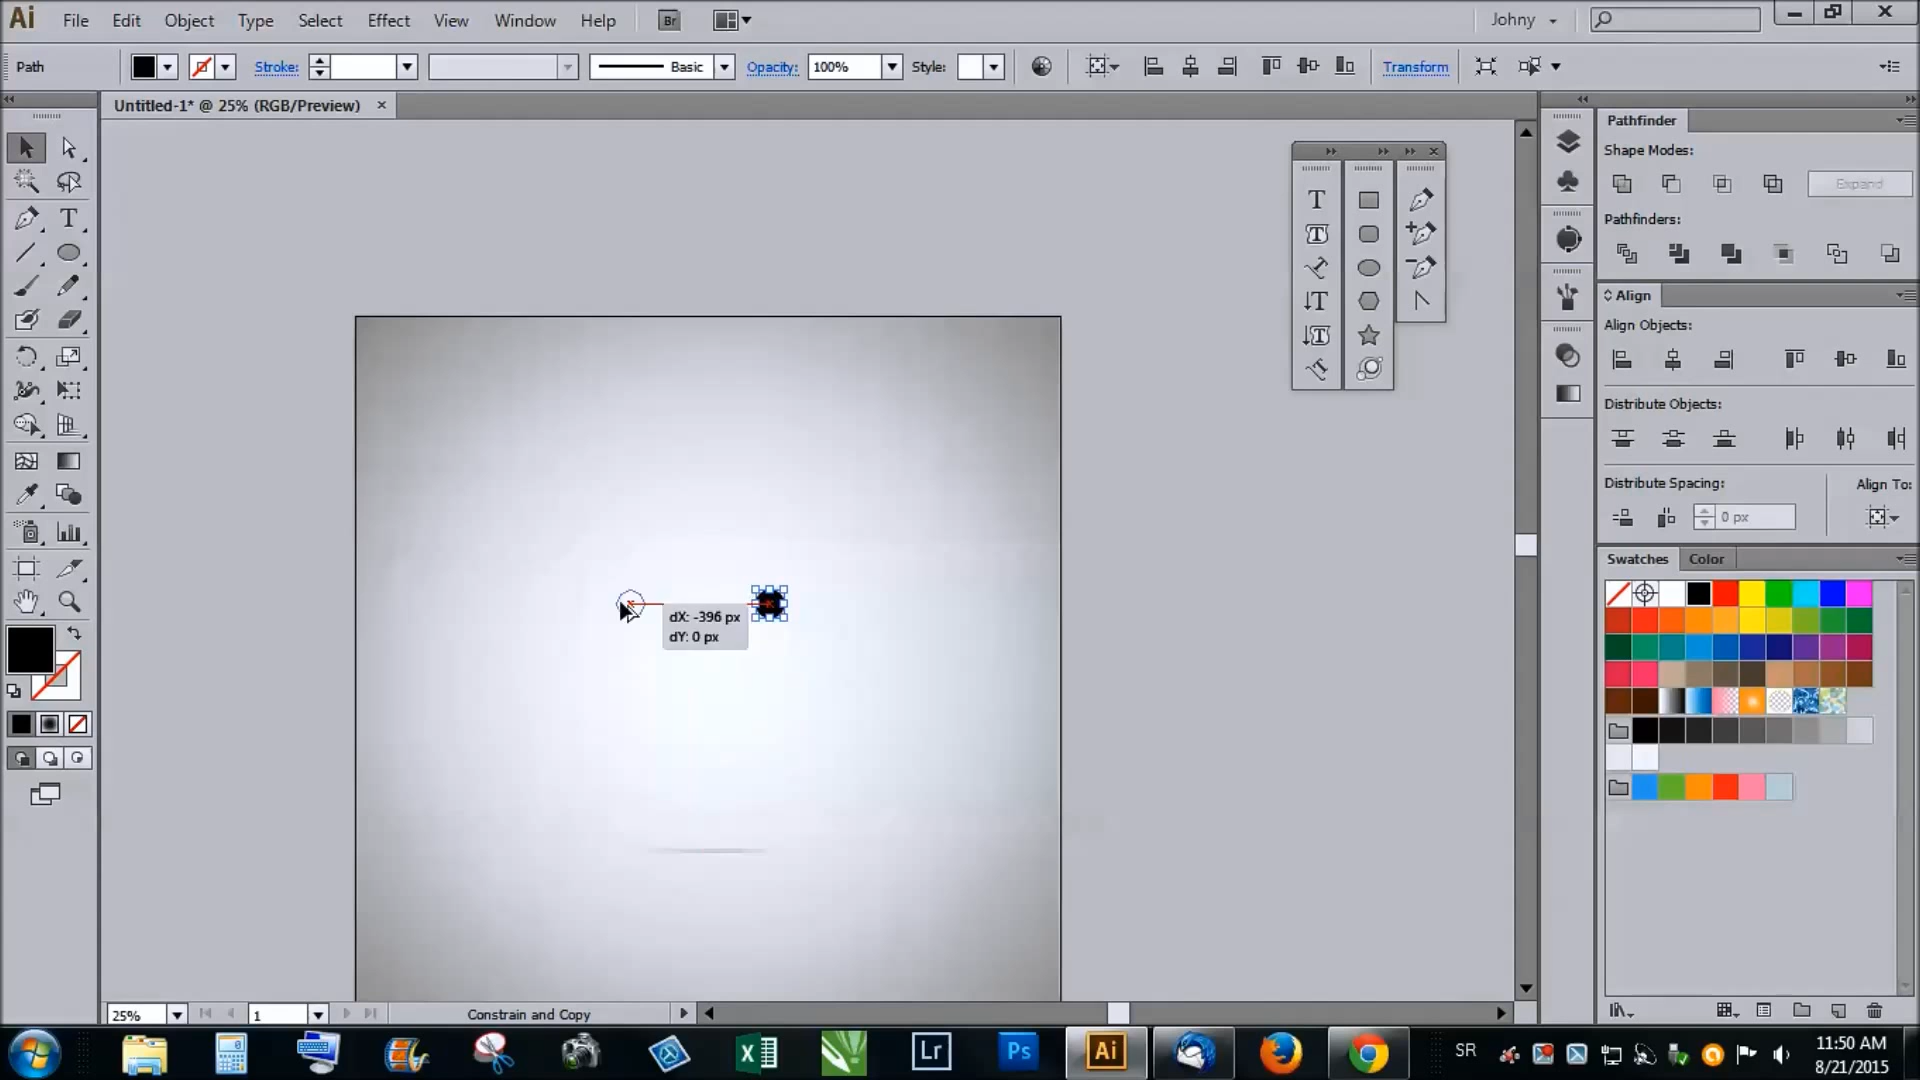 Ai File Edit Object Type Select Effect View Window Help Br Johny
Path Stroke: Basic Opacity: 100% Style: Transform
Untitled-1* @ 25% (RGB/Preview)
Pathfinder
Shape Modes:
Expand
Pathfinders:
Align
Align Objects:
Distribute Objects:
Distribute Spacing: Align To:
0 px
Swatches Color
dX: -396 px
dY: 0 px
25% 1 Constrain and Copy
Lr Ps Ai SR 11:50 AM
8/21/2015